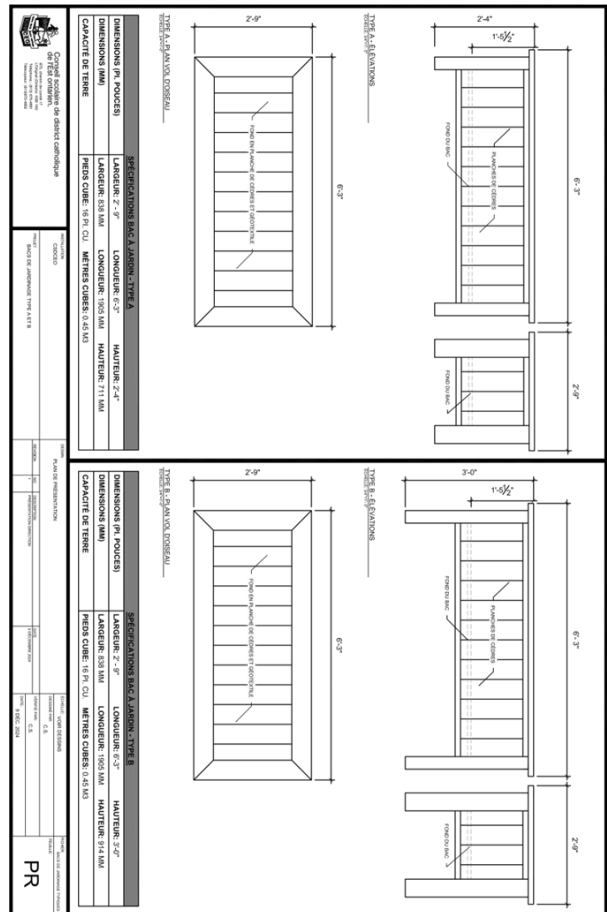 TYPE A - ÉLÉVATIONS
6'- 3"
2'-9"
2'-4"
1'-5½"
PLANCHES DE CÈDRES
FOND DU BAC
FOND DU BAC
TYPE A - PLAN VOL D'OISEAU
6'-3"
2'-9"
FOND EN PLANCHE DE CÈDRES ET GÉOTEXTILE
SPÉCIFICATIONS BAC À JARDIN - TYPE A
DIMENSIONS (PI. POUCES) LARGEUR: 2' - 9" LONGUEUR: 6'-3" HAUTEUR: 2'-4"
DIMENSIONS (MM) LARGEUR: 838 MM LONGUEUR: 1905 MM HAUTEUR: 711 MM
CAPACITÉ DE TERRE PIEDS CUBE: 16 PI. CU. MÈTRES CUBES: 0.45 M3
TYPE B - ÉLÉVATIONS
6'- 3"
2'-9"
3'-0"
1'-5½"
PLANCHES DE CÈDRES
FOND DU BAC
FOND DU BAC
TYPE B - PLAN VOL D'OISEAU
6'-3"
2'-9"
FOND EN PLANCHE DE CÈDRES ET GÉOTEXTILE
SPÉCIFICATIONS BAC À JARDIN - TYPE B
DIMENSIONS (PI. POUCES) LARGEUR: 2' - 9" LONGUEUR: 6'-3" HAUTEUR: 3'-0"
DIMENSIONS (MM) LARGEUR: 838 MM LONGUEUR: 1905 MM HAUTEUR: 914 MM
CAPACITÉ DE TERRE PIEDS CUBE: 16 PI. CU. MÈTRES CUBES: 0.45 M3
Conseil scolaire de district catholique
de l'Est ontarien
INSTALLATION
CSDCEO
PROJET
BACS DE JARDINAGE TYPE A ET B
DESSIN
PLAN DE PRÉSENTATION
ÉCHELLE: VOIR DESSINS
C.S.
C.S.
DATE: 9 DÉC. 2024
PR